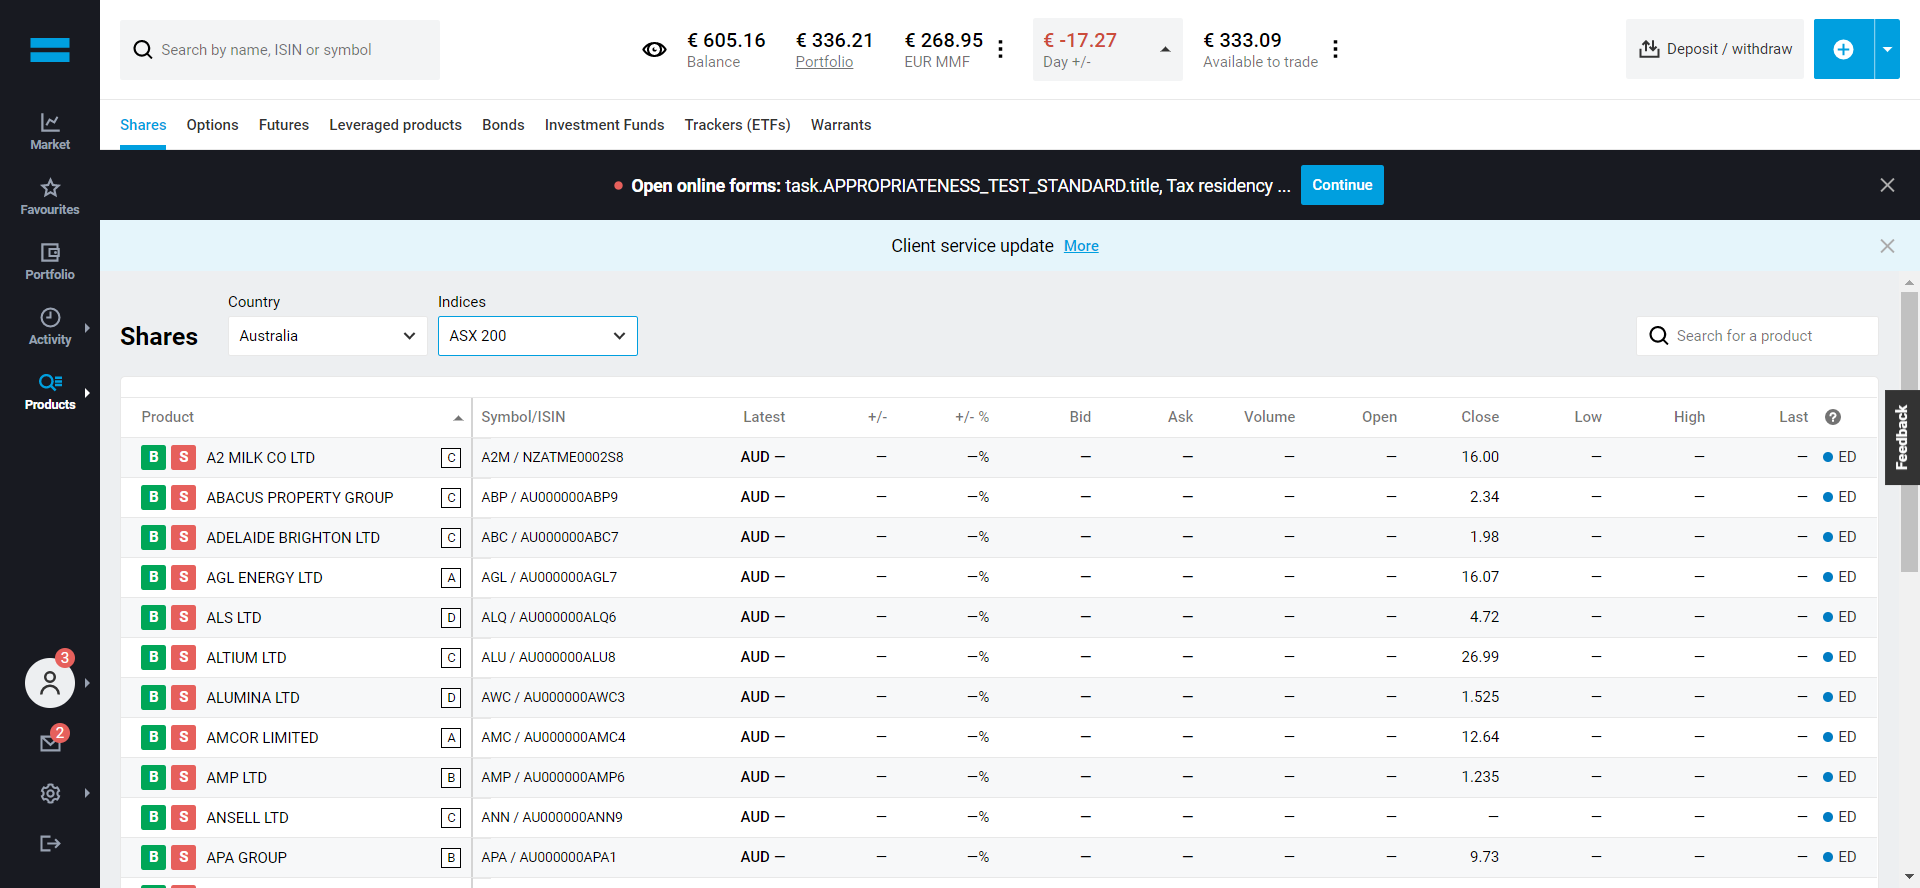 Search by name, ISIN or symbol
€ 605.16 € 336.21 € 268.95 € -17.27 € 333.09
Balance Portfolio EUR MMF Day +/- Available to trade
Deposit / withdraw
Shares Options Futures Leveraged products Bonds Investment Funds Trackers (ETFs) Warrants
Open online forms: task.APPROPRIATENESS_TEST_STANDARD.title, Tax residency ... Continue
Client service update More
Market
Favourites
Portfolio
Activity
Products
3
2
Country Indices
Shares Australia ASX 200 Search for a product
Product Symbol/ISIN Latest +/- +/- % Bid Ask Volume Open Close Low High Last ?
B S A2 MILK CO LTD C A2M / NZATME0002S8 AUD — — —% — — — — 16.00 — — — ED
B S ABACUS PROPERTY GROUP C ABP / AU000000ABP9 AUD — — —% — — — — 2.34 — — — ED
B S ADELAIDE BRIGHTON LTD C ABC / AU000000ABC7 AUD — — —% — — — — 1.98 — — — ED
B S AGL ENERGY LTD A AGL / AU000000AGL7 AUD — — —% — — — — 16.07 — — — ED
B S ALS LTD D ALQ / AU000000ALQ6 AUD — — —% — — — — 4.72 — — — ED
B S ALTIUM LTD C ALU / AU000000ALU8 AUD — — —% — — — — 26.99 — — — ED
B S ALUMINA LTD D AWC / AU000000AWC3 AUD — — —% — — — — 1.525 — — — ED
B S AMCOR LIMITED A AMC / AU000000AMC4 AUD — — —% — — — — 12.64 — — — ED
B S AMP LTD B AMP / AU000000AMP6 AUD — — —% — — — — 1.235 — — — ED
B S ANSELL LTD C ANN / AU000000ANN9 AUD — — —% — — — — — — — — ED
B S APA GROUP B APA / AU000000APA1 AUD — — —% — — — — 9.73 — — — ED
Feedback